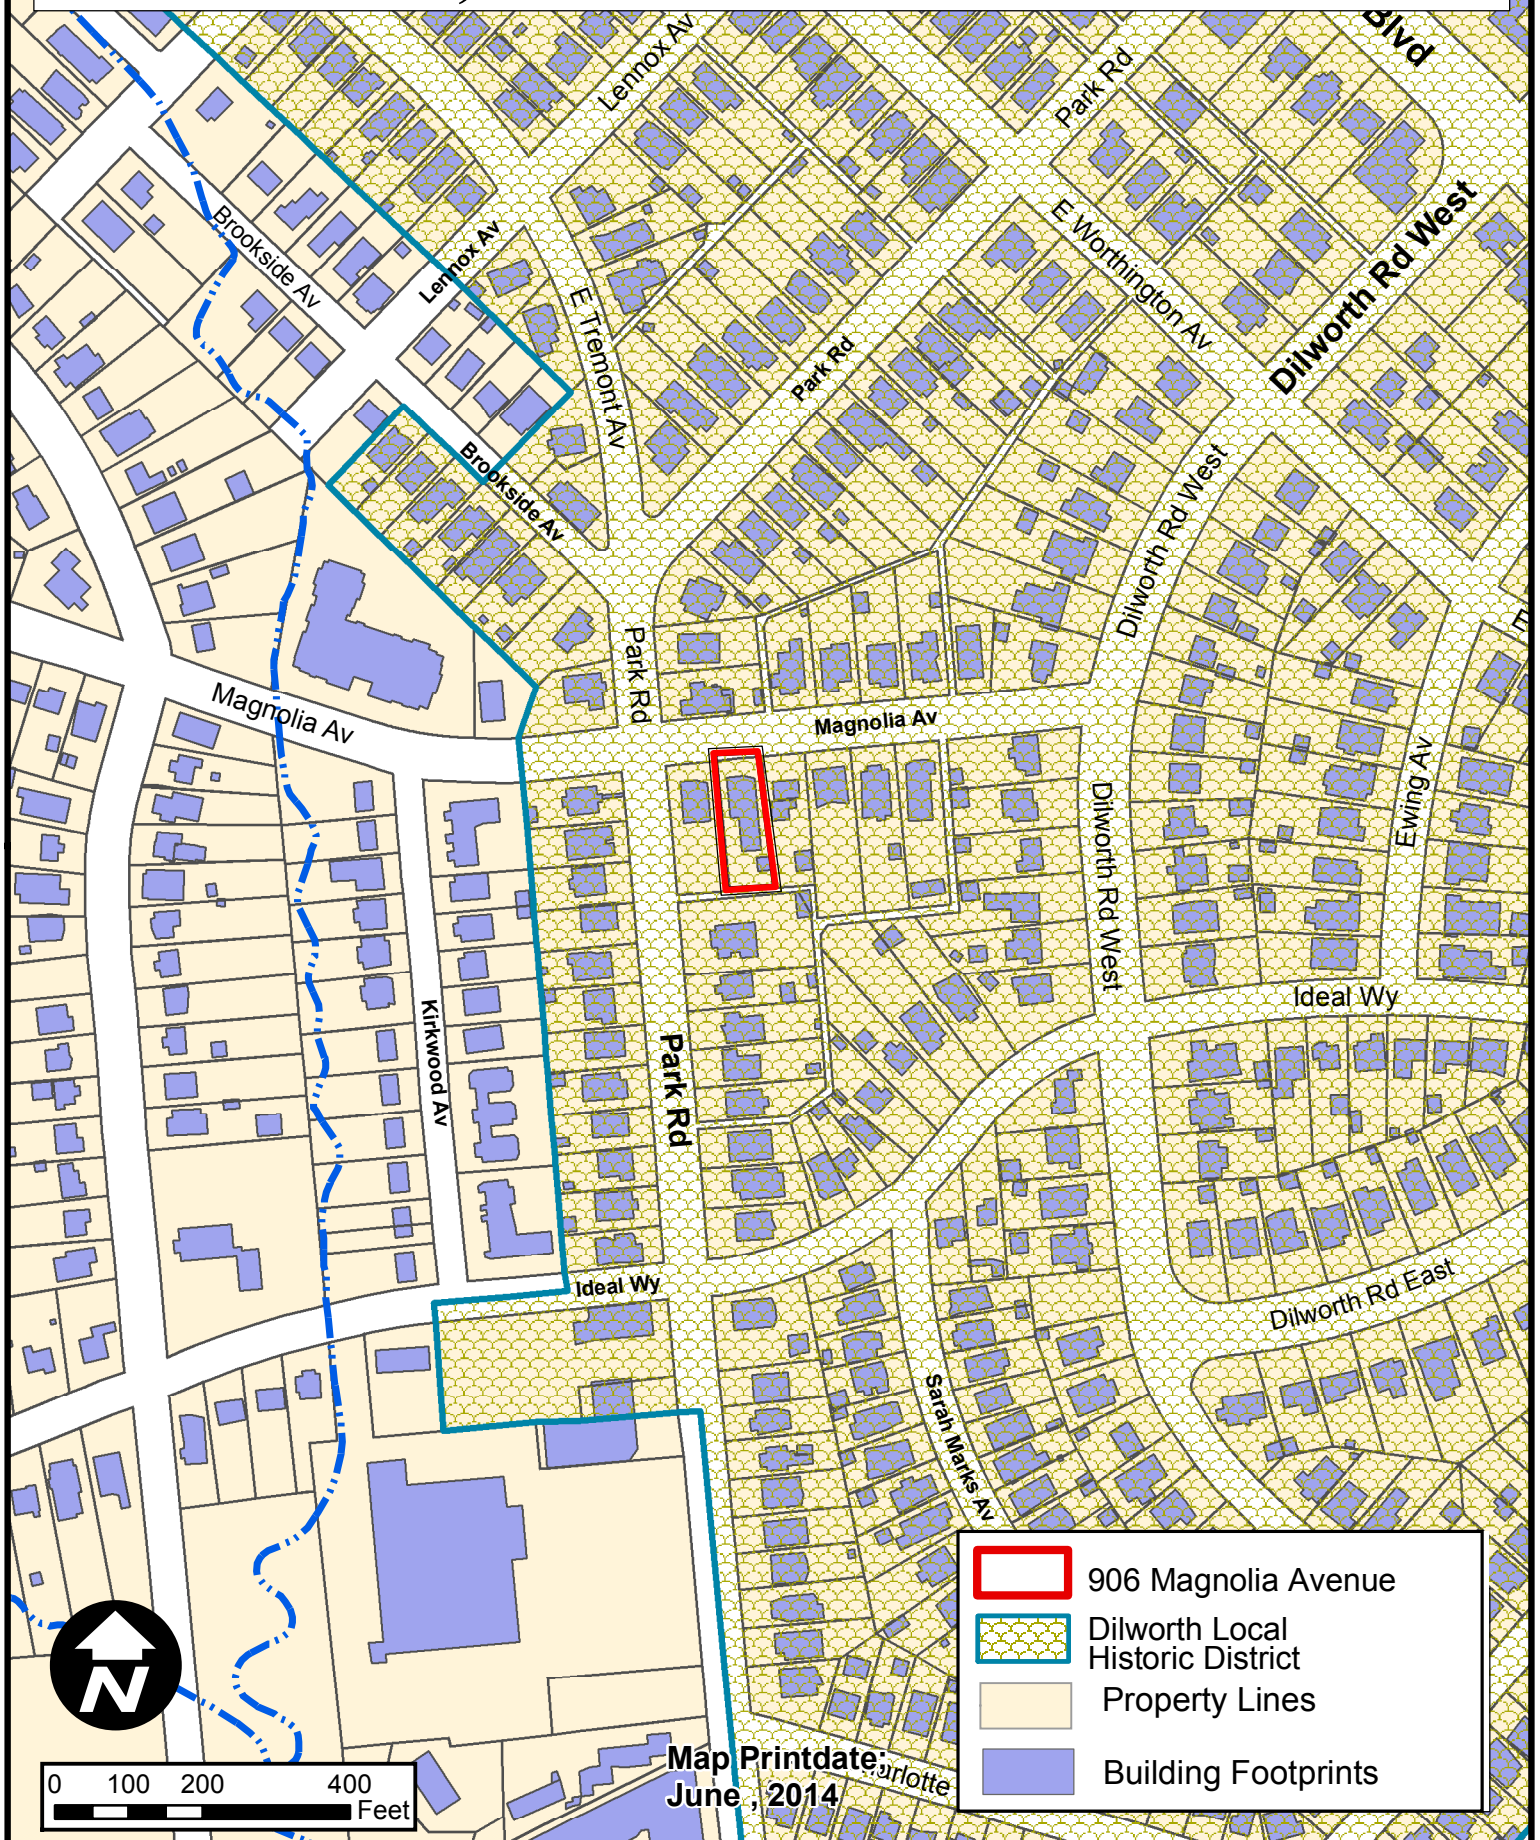 Blvd
Lennox Av
Park Rd
Dilworth Rd West
E Worthington Av
Brookside Av
Lennox Av
E Tremont Av
Park Rd
Brookside Av
Dilworth Rd West
Park Rd
Magnolia Av
Magnolia Av
Ewing Av
Dilworth Rd West
Ideal Wy
Kirkwood Av
Park Rd
Ideal Wy
Dilworth Rd East
Sarah Marks Av
906 Magnolia Avenue
Dilworth Local
Historic District
Property Lines
Building Footprints
N
0 100 200 400
Feet
Map Printdate:
June , 2014